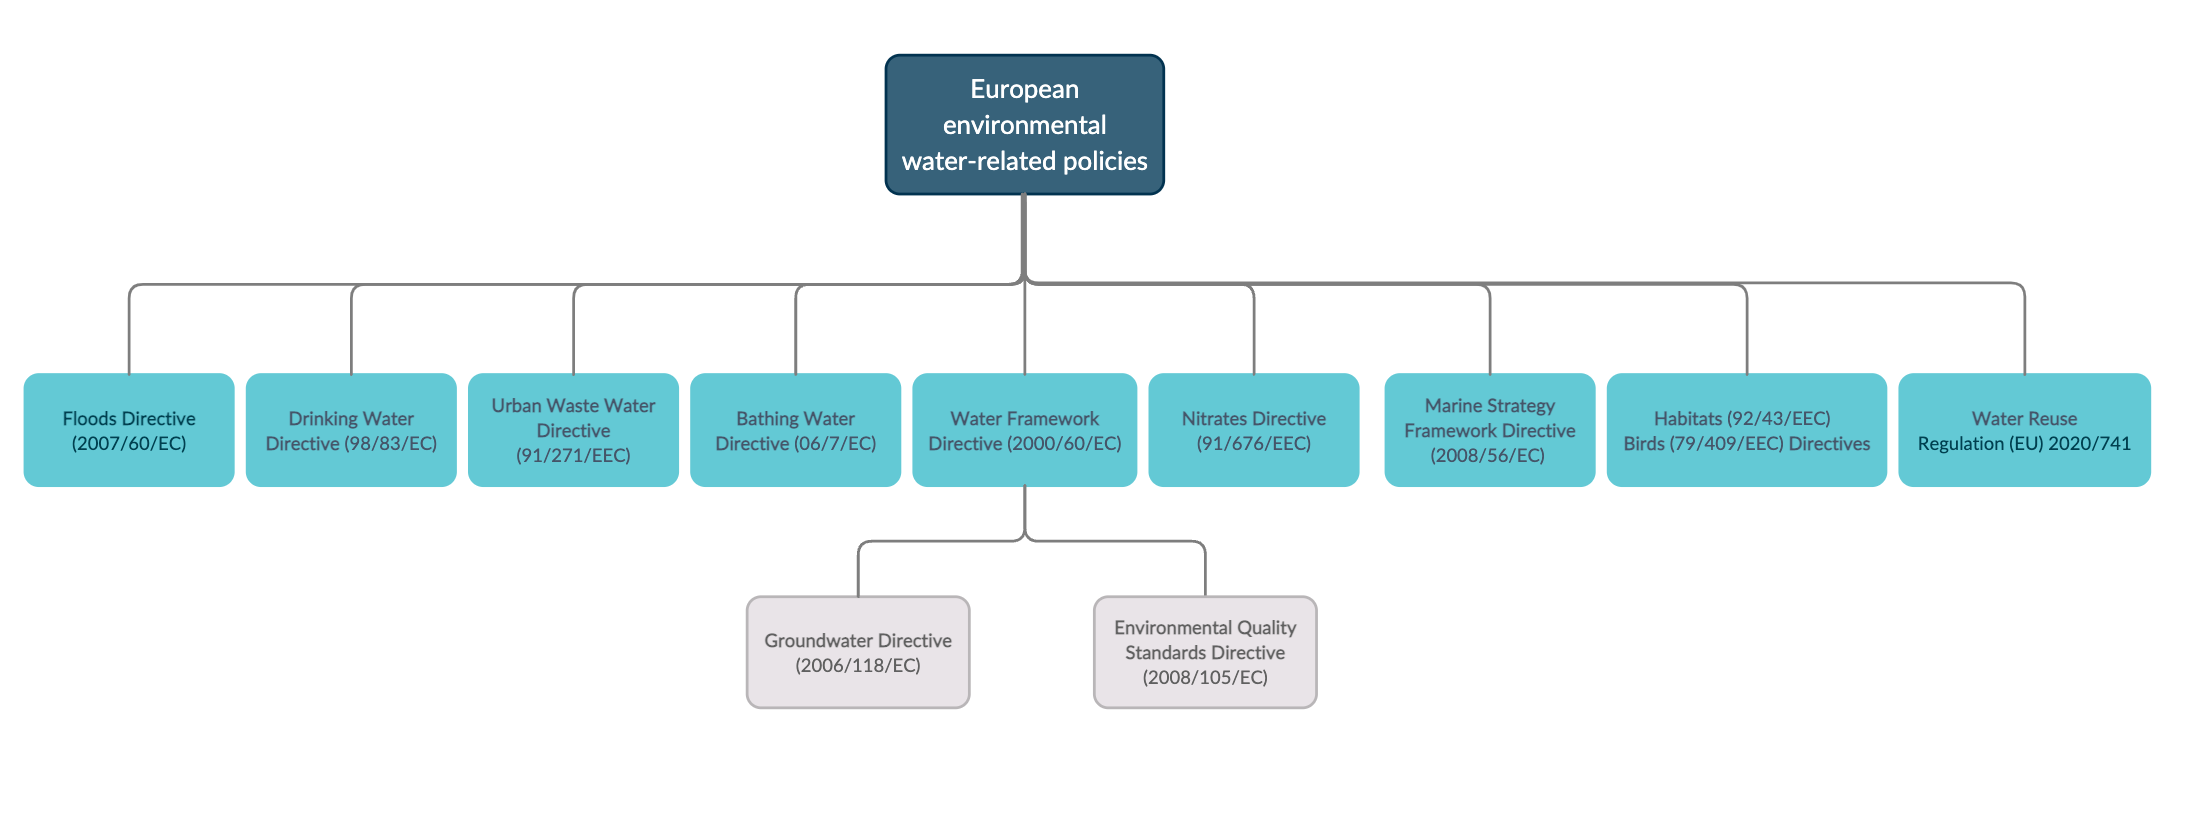 European
environmental
water-related policies
Floods Directive
(2007/60/EC)
Drinking Water
Directive (98/83/EC)
Urban Waste Water
Directive
(91/271/EEC)
Bathing Water
Directive (06/7/EC)
Water Framework
Directive (2000/60/EC)
Nitrates Directive
(91/676/EEC)
Marine Strategy
Framework Directive
(2008/56/EC)
Habitats (92/43/EEC)
Birds (79/409/EEC) Directives
Water Reuse
Regulation (EU) 2020/741
Groundwater Directive
(2006/118/EC)
Environmental Quality
Standards Directive
(2008/105/EC)